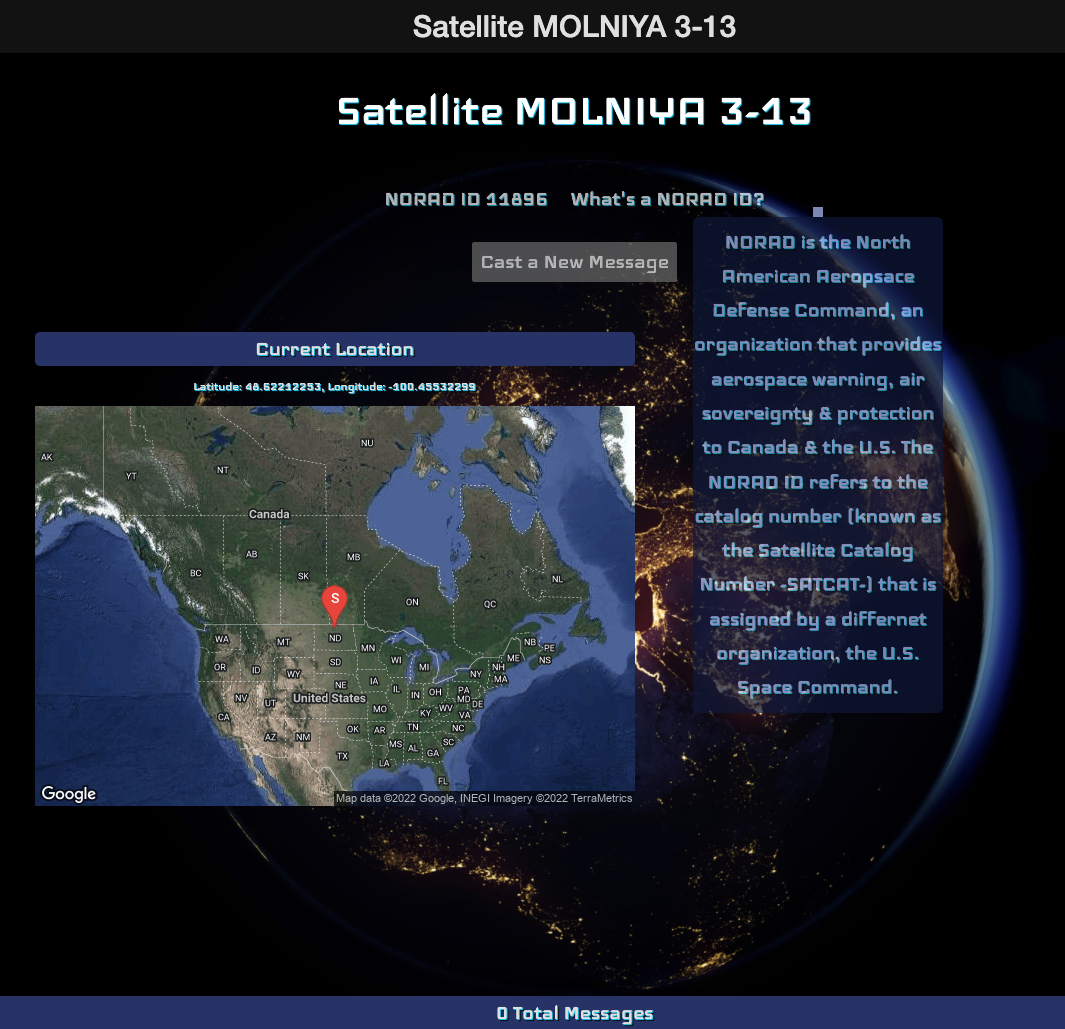 Satellite MOLNIYA 3-13
Satellite MOLNIYA 3-13
NORAD ID 11896 What's a NORAD ID?
Cast a New Message
NORAD is the North
American Aeropsace
Defense Command, an
organization that provides
aerospace warning, air
sovereignty & protection
to Canada & the U.S. The
NORAD ID refers to the
catalog number (known as
the Satellite Catalog
Number -SATCAT-) that is
assigned by a differnet
organization, the U.S.
Space Command.
Current Location
Latitude: 48.62212253, Longitude: -100.45532299
NU
AK
YT
NT
Canada
AB
MB
BC
SK
NL
S
ON
QC
WA
MT
ND
MN
NB
PE
OR
ID
SD
WI
MI
ME
NS
WY
NH
NY
MA
NE
IA
NV
UT
United States
IL
IN
OH
PA
MD
DE
CA
MO
KY
WV
VA
AZ
NM
OK
AR
TN
NC
SC
MS
AL
GA
TX
LA
FL
Google
Map data ©2022 Google, INEGI Imagery ©2022 TerraMetrics
0 Total Messages